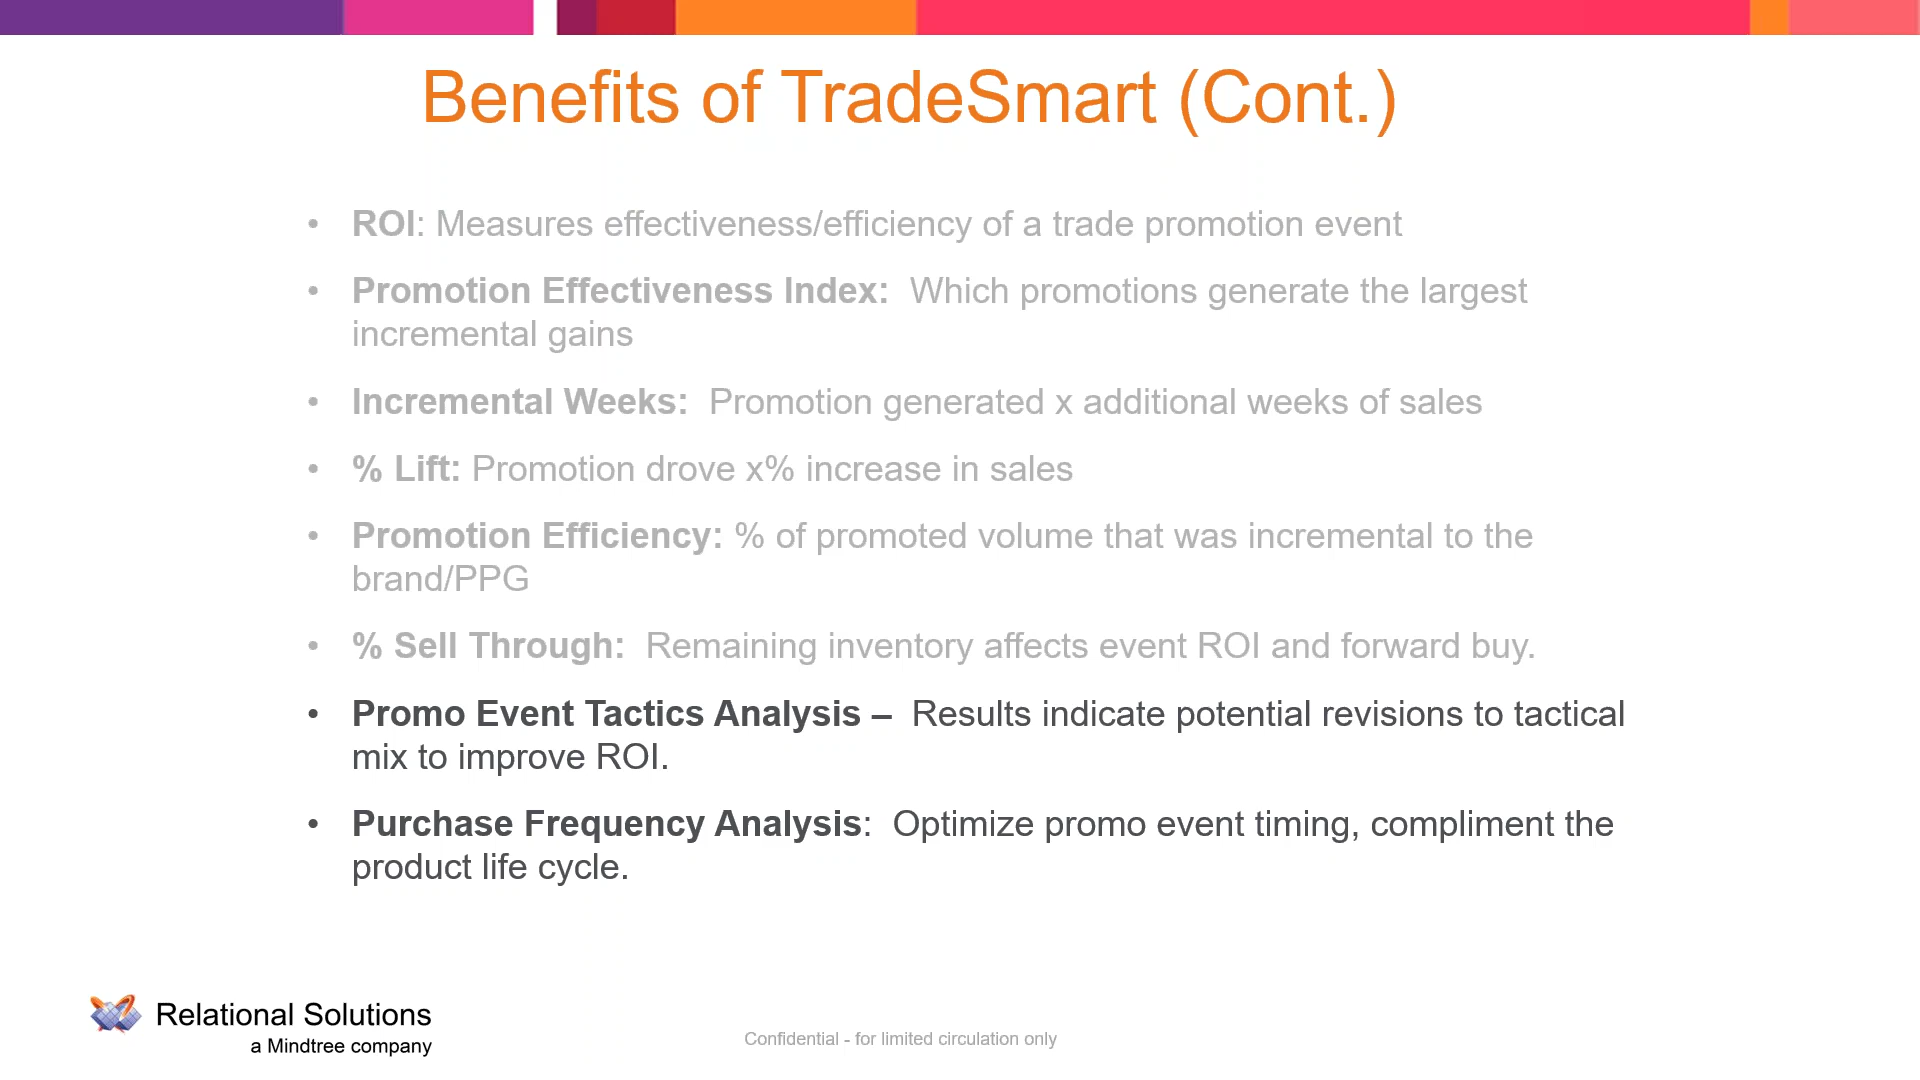 Benefits of TradeSmart (Cont.)
• ROI: Measures effectiveness/efficiency of a trade promotion event
• Promotion Effectiveness Index:  Which promotions generate the largest
incremental gains
• Incremental Weeks:  Promotion generated x additional weeks of sales
• % Lift: Promotion drove x% increase in sales
• Promotion Efficiency: % of promoted volume that was incremental to the
brand/PPG
• % Sell Through:  Remaining inventory affects event ROI and forward buy.
• Promo Event Tactics Analysis –  Results indicate potential revisions to tactical
mix to improve ROI.
• Purchase Frequency Analysis:  Optimize promo event timing, compliment the
product life cycle.
Relational Solutions
a Mindtree company
Confidential - for limited circulation only